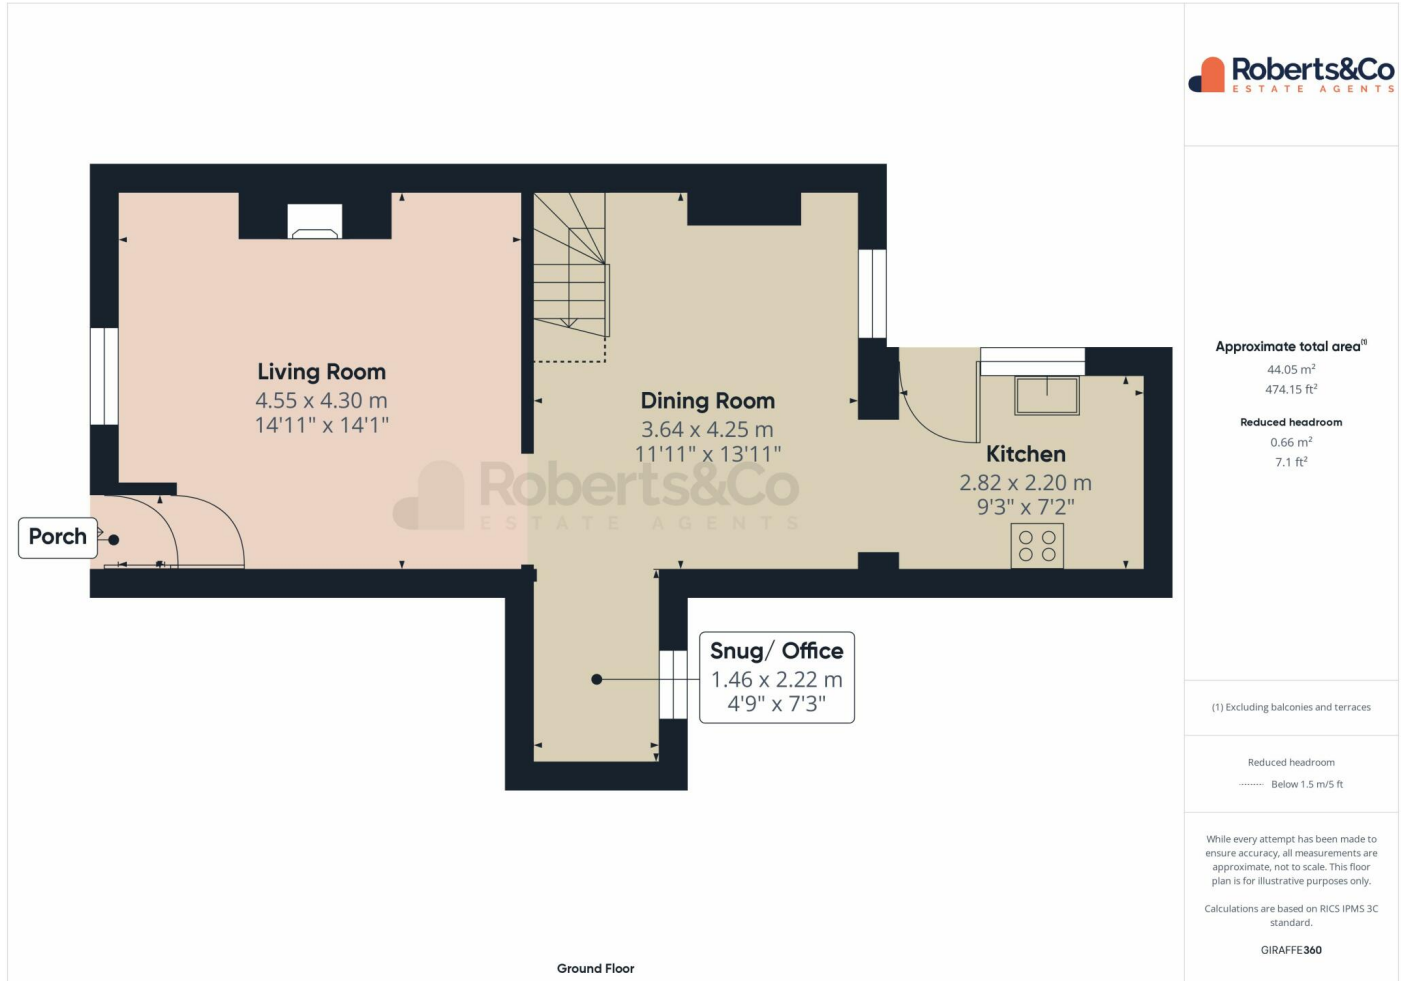 Roberts&Co
ESTATE AGENTS
Living Room
4.55 x 4.30 m
14'11" x 14'1"
Dining Room
3.64 x 4.25 m
11'11" x 13'11"
Kitchen
2.82 x 2.20 m
9'3" x 7'2"
Roberts&Co
ESTATE AGENTS
Porch
Snug/ Office
1.46 x 2.22 m
4'9" x 7'3"
Ground Floor
Approximate total area(1)
44.05 m²
474.15 ft²
Reduced headroom
0.66 m²
7.1 ft²
(1) Excluding balconies and terraces
Reduced headroom
Below 1.5 m/5 ft
While every attempt has been made to
ensure accuracy, all measurements are
approximate, not to scale. This floor
plan is for illustrative purposes only.
Calculations are based on RICS IPMS 3C
standard.
GIRAFFE360